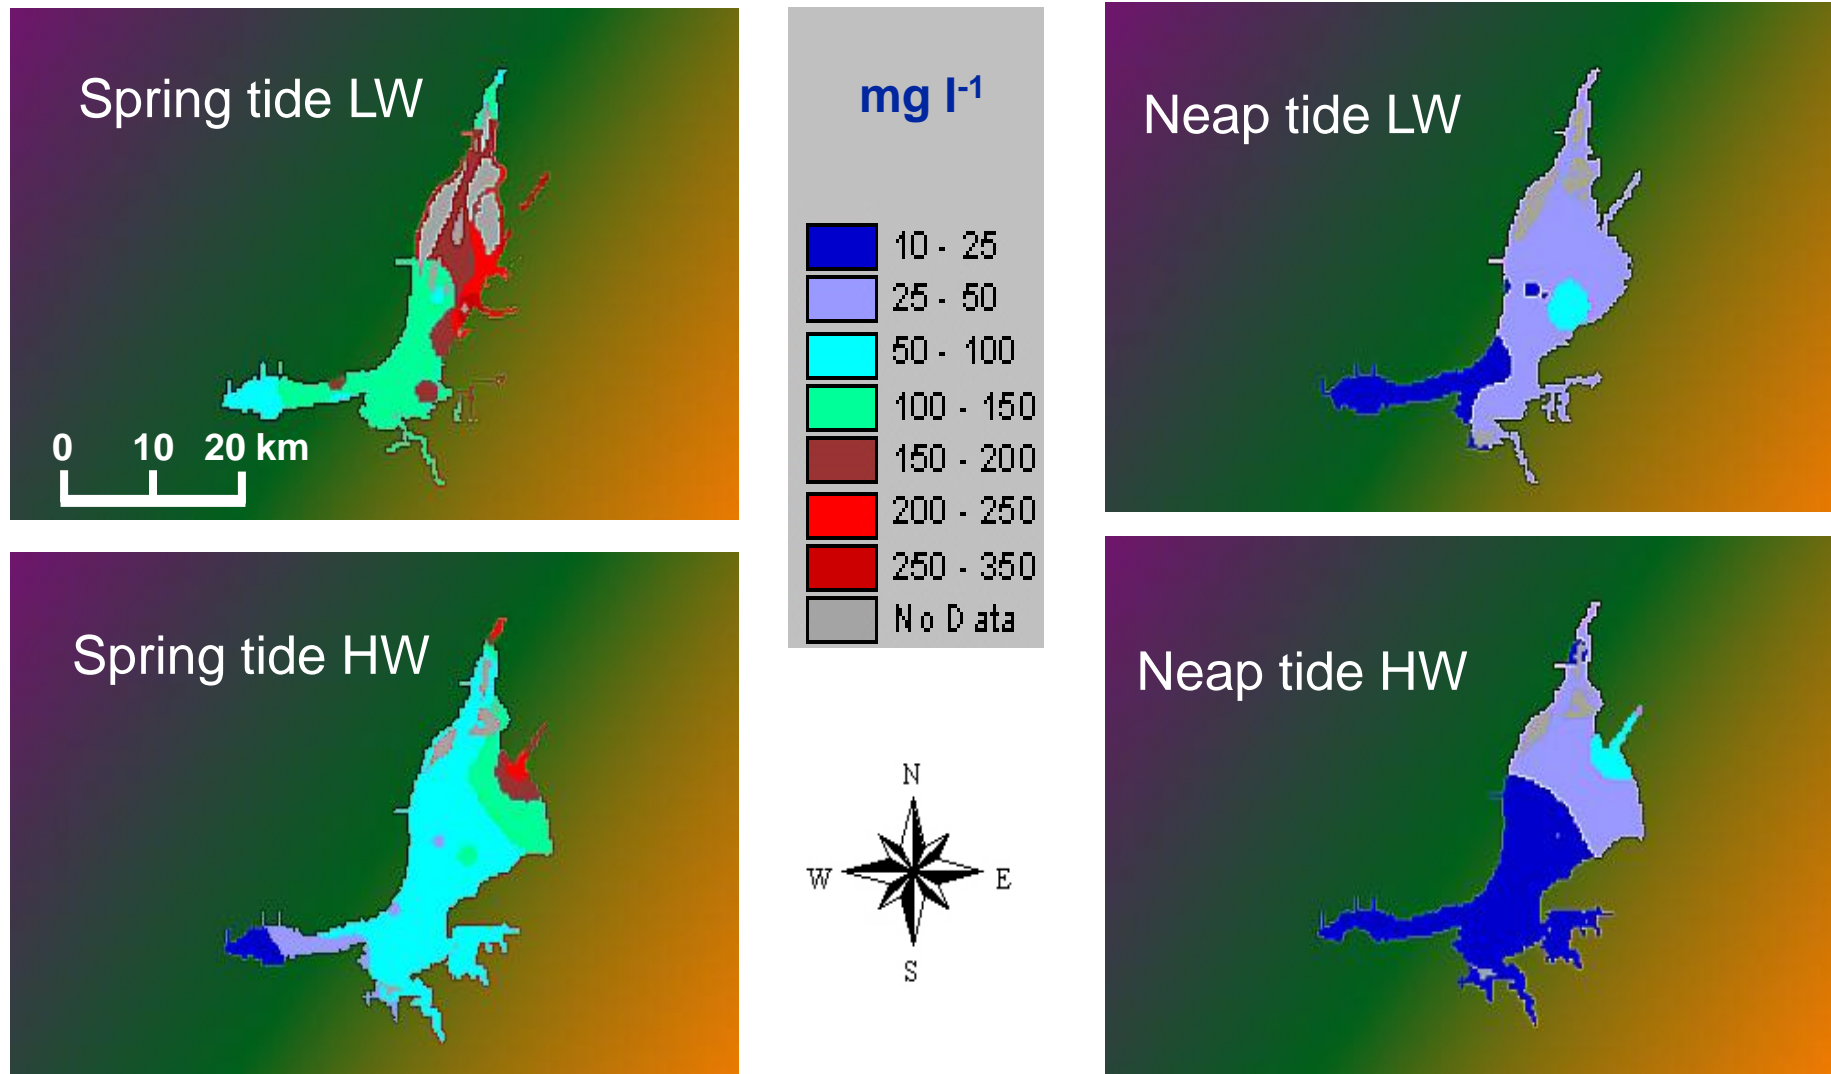 Spring tide LW
0 10 20 km
mg l-1
10 - 25
25 - 50
50 - 100
100 - 150
150 - 200
200 - 250
250 - 350
No Data
Neap tide LW
Spring tide HW
N
W E
S
Neap tide HW